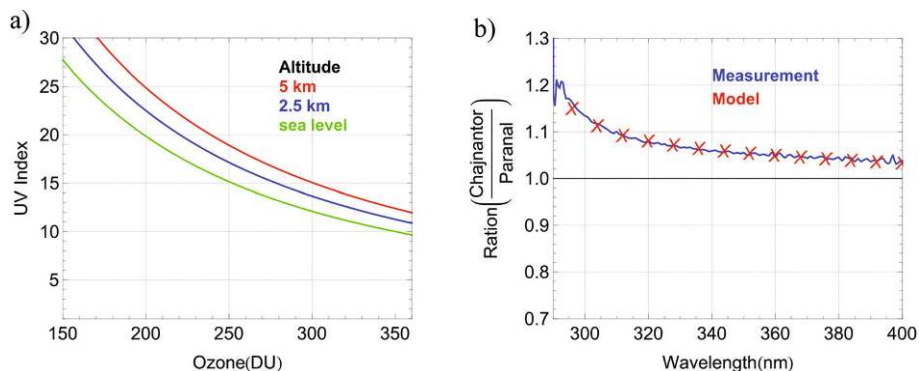 a)
UV Index
30
25
20
15
10
5
150
200
250
300
350
Ozone(DU)
Altitude
5 km
2.5 km
sea level
b)
Ration(Chajnantor
Paranal)
1.3
1.2
1.1
1.0
0.9
0.8
0.7
300
320
340
360
380
400
Wavelength(nm)
Measurement
Model